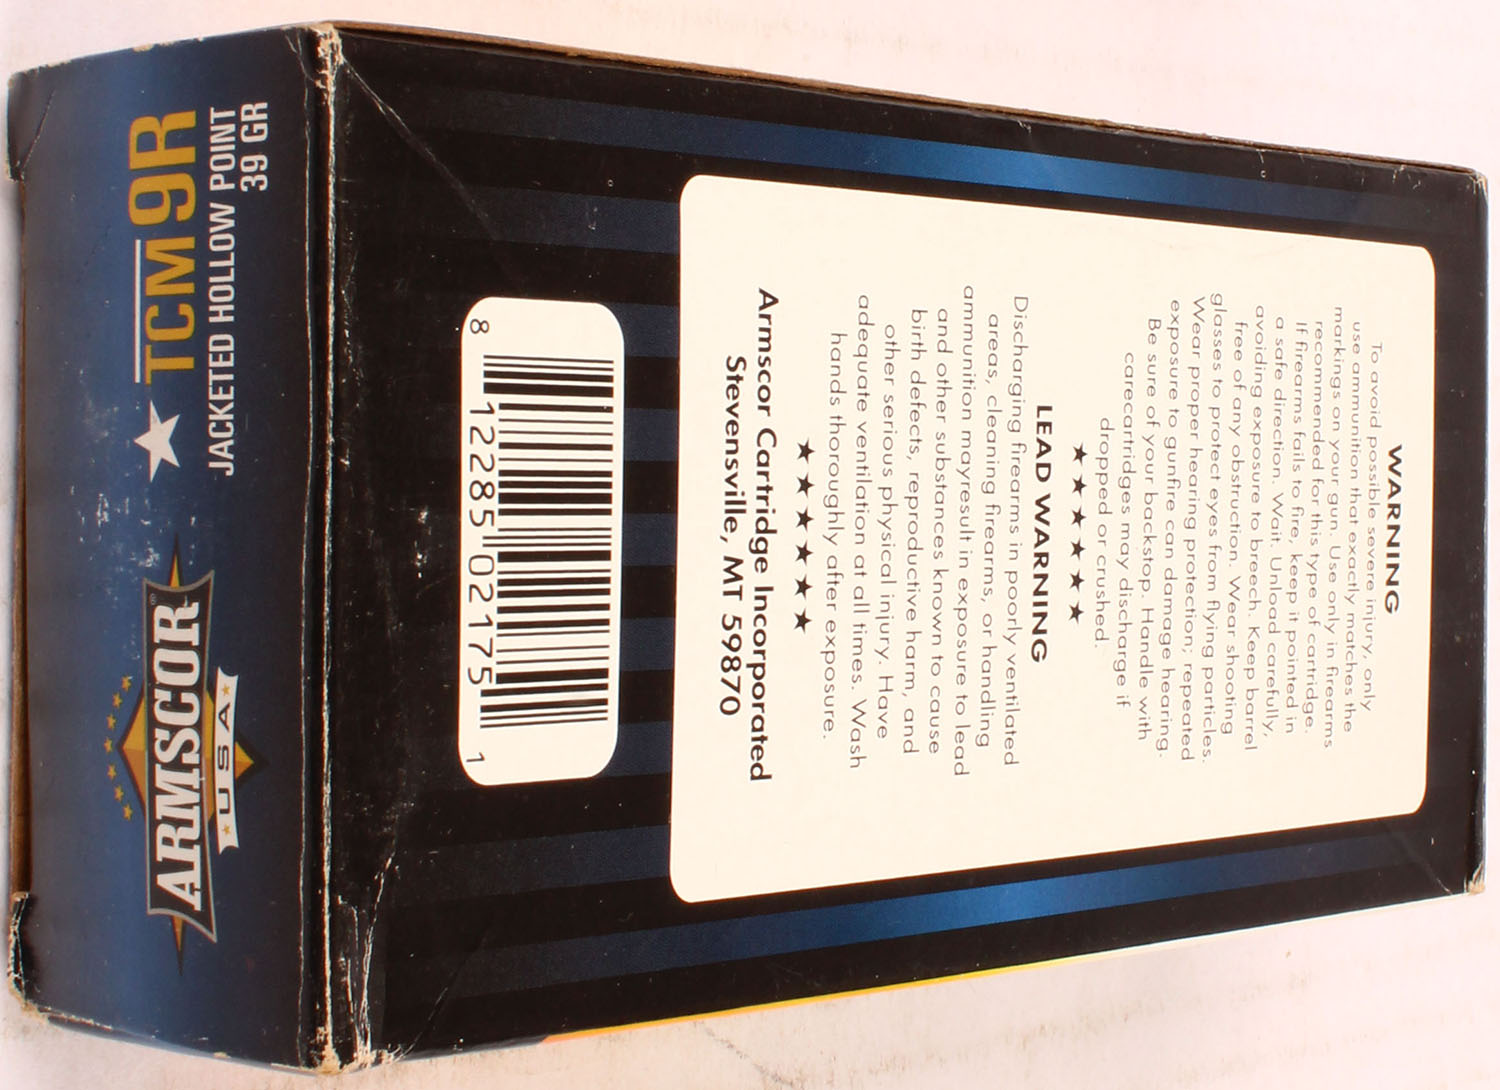 TCM9R
JACKETED HOLLOW POINT
39 GR
ARMSCOR®
USA
WARNING
To avoid possible severe injury, only
use ammunition that exactly matches the
markings on your gun. Use only in firearms
recommended for this type of cartridge.
If firearms fails to fire, keep it pointed in
a safe direction. Wait. Unload carefully,
avoiding exposure to breech. Keep barrel
free of any obstruction. Wear shooting
glasses to protect eyes from flying particles.
Wear proper hearing protection; repeated
exposure to gunfire can damage hearing.
Be sure of your backstop. Handle with
carecartridges may discharge if
dropped or crushed.
LEAD WARNING
Discharging firearms in poorly ventilated
areas, cleaning firearms, or handling
ammunition mayresult in exposure to lead
and other substances known to cause
birth defects, reproductive harm, and
other serious physical injury. Have
adequate ventilation at all times. Wash
hands thoroughly after exposure.
Armscor Cartridge Incorporated
Stevensville, MT 59870
8 12285 02175 1